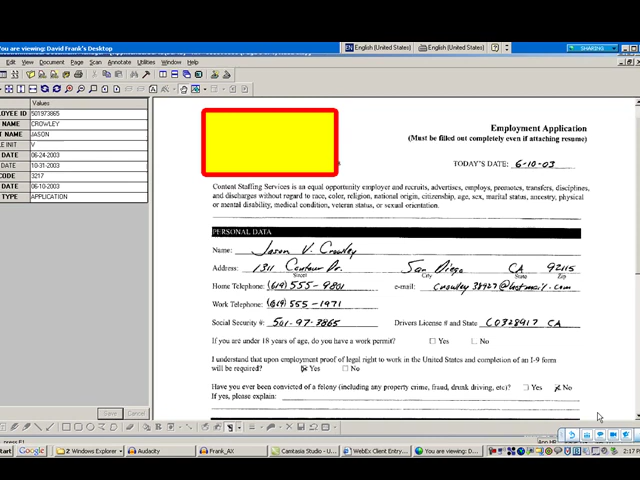 You are viewing: David Frank's Desktop
English (United States) English (United States) SHARING
Edit View Document Page Scan Annotate Utilities Window Help
Values
EMPLOYEE ID 501973865
NAME CROWLEY
NAME JASON
INIT V
DATE 06-24-2003
DATE 10-31-2003
CODE 3217
DATE 06-10-2003
TYPE APPLICATION
Save Cancel
Employment Application
(Must be filled out completely even if attaching resume)
TODAY'S DATE: 6-10-03
Content Staffing Services is an equal opportunity employer and recruits, advertises, employs, promotes, transfers, disciplines,
and discharges without regard to race, color, religion, national origin, citizenship, age, sex, marital status, ancestry, physical
or mental disability, medical condition, veteran status, or sexual orientation.
PERSONAL DATA
Name: Jason V. Crowley
Address: 1311 Contour Dr. San Diego CA 92115
Street City State Zip
Home Telephone: (619) 555-9801 e-mail: crowley38929@hotmail.com
Work Telephone: (619) 555-1971
Social Security #: 501-97-3865 Drivers License # and State C0328917 CA
If you are under 18 years of age, do you have a work permit? Yes No
I understand that upon employment proof of legal right to work in the United States and completion of an I-9 form
will be required? Yes No
Have you ever been convicted of a felony (including any property crime, fraud, drunk driving, etc)? Yes No
If yes, please explain:
press F1
Start Google 2 Windows Explorer Audacity Frank_AX Camtasia Studio - U... WebEx Client Entry... You are viewing: D... 2:17 PM